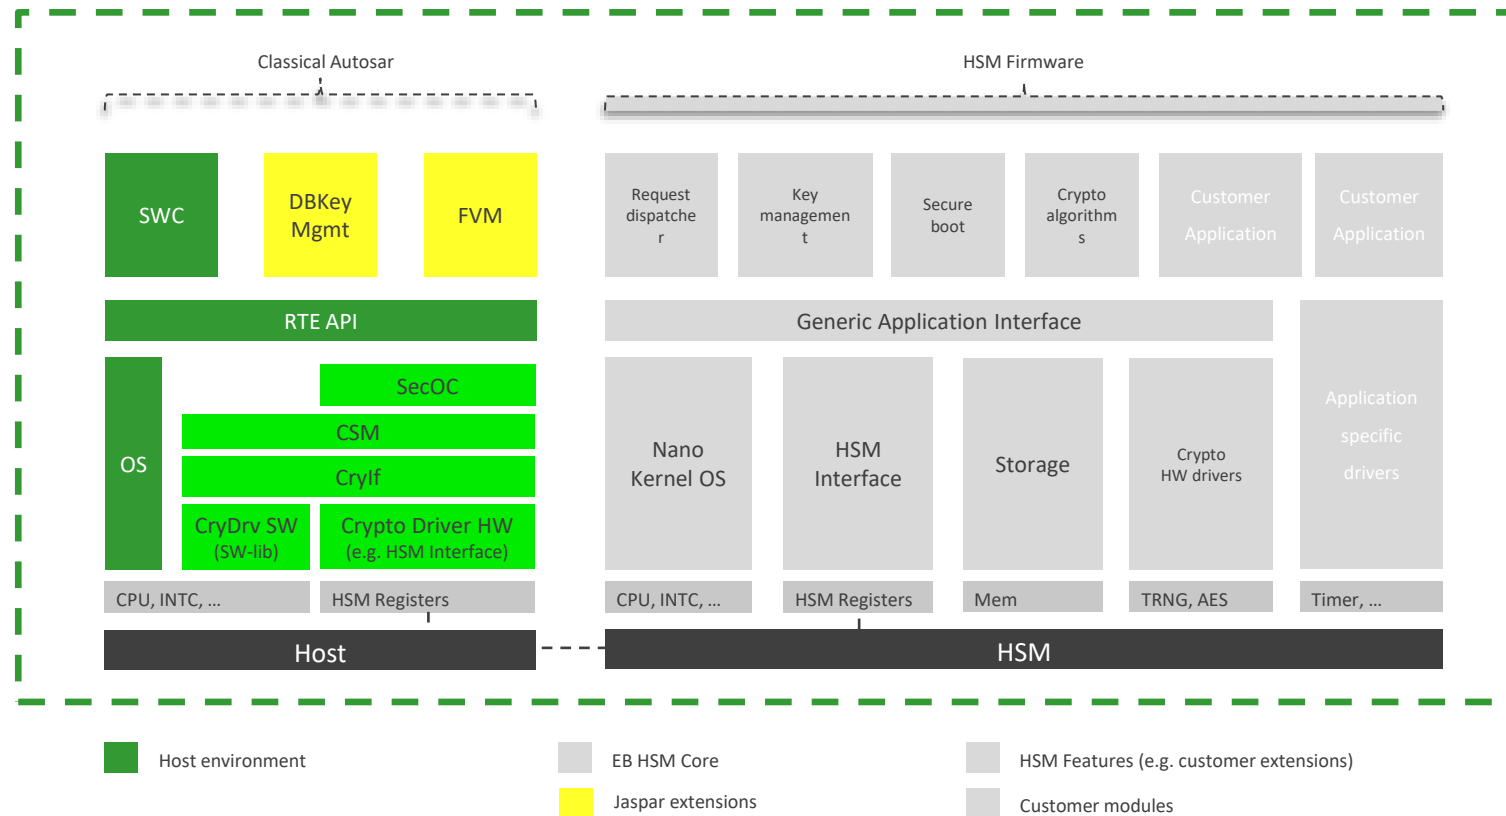 Classical Autosar
HSM Firmware
SWC
DBKey
Mgmt
FVM
Request
dispatche
r
Key
managemen
t
Secure
boot
Crypto
algorithm
s
Customer
Application
Customer
Application
RTE API
Generic Application Interface
OS
SecOC
CSM
CryIf
CryDrv SW
(SW-lib)
Crypto Driver HW
(e.g. HSM Interface)
Nano
Kernel OS
HSM
Interface
Storage
Crypto
HW drivers
Application
specific
drivers
CPU, INTC, ...
HSM Registers
CPU, INTC, ...
HSM Registers
Mem
TRNG, AES
Timer, ...
Host
HSM
Host environment
EB HSM Core
HSM Features (e.g. customer extensions)
Jaspar extensions
Customer modules